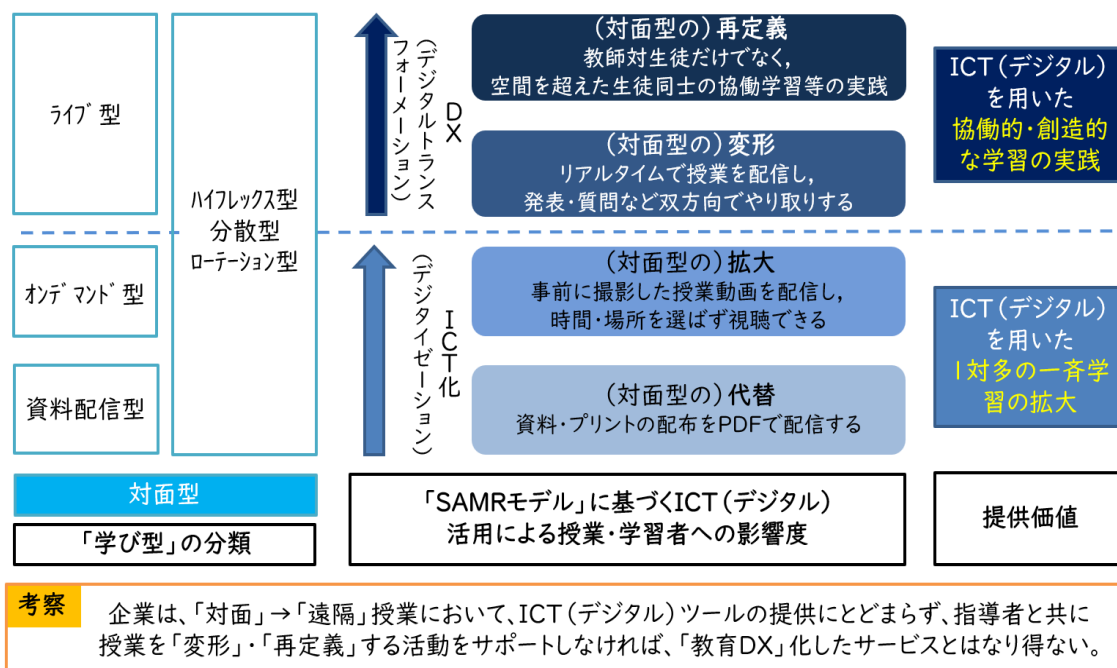 ライブ型
オンデマンド型
資料配信型
ハイフレックス型
分散型
ローテーション型
対面型
「学び型」の分類
DX
(デジタルトランス
フォーメーション)
ICT化
(デジタイゼーション)
(対面型の)再定義
教師対生徒だけでなく,
空間を超えた生徒同士の協働学習等の実践
(対面型の)変形
リアルタイムで授業を配信し,
発表・質問など双方向でやり取りする
(対面型の)拡大
事前に撮影した授業動画を配信し,
時間・場所を選ばず視聴できる
(対面型の)代替
資料・プリントの配布をPDFで配信する
「SAMRモデル」に基づくICT(デジタル)
活用による授業・学習者への影響度
ICT(デジタル)
を用いた
協働的・創造的
な学習の実践
ICT(デジタル)
を用いた
1対多の一斉学
習の拡大
提供価値
考察
企業は,「対面」→「遠隔」授業において,ICT(デジタル)ツールの提供にとどまらず,指導者と共に
授業を「変形」・「再定義」する活動をサポートしなければ,「教育DX」化したサービスとはなり得ない。